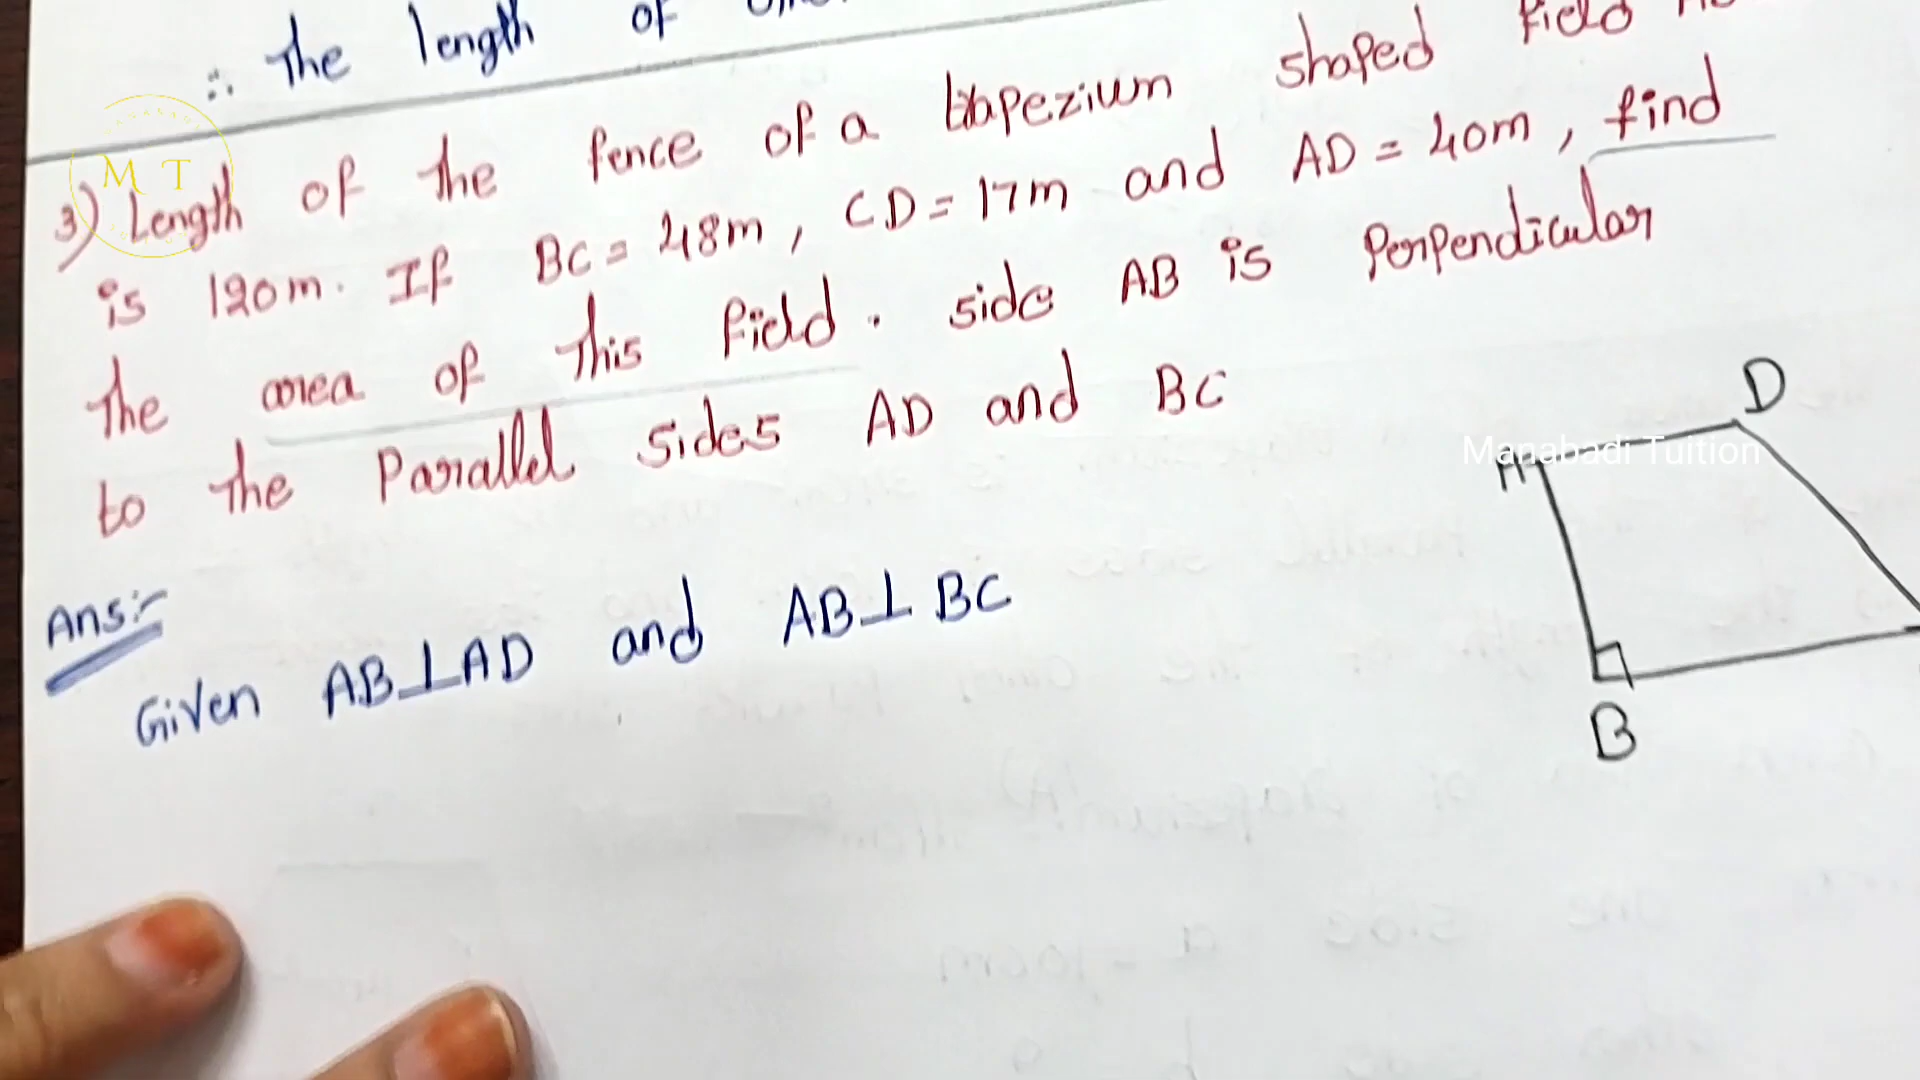 ∴ The length of
3) Length of the fence of a trapezium shaped field
is 120m. If BC = 48m, CD = 17m and AD = 40m, find
the area of this field. side AB is Perpendicular
to the Parallel sides AD and BC
Ans:-
Given AB⊥AD and AB⊥BC
D
A
B
M T
Manabadi Tuition